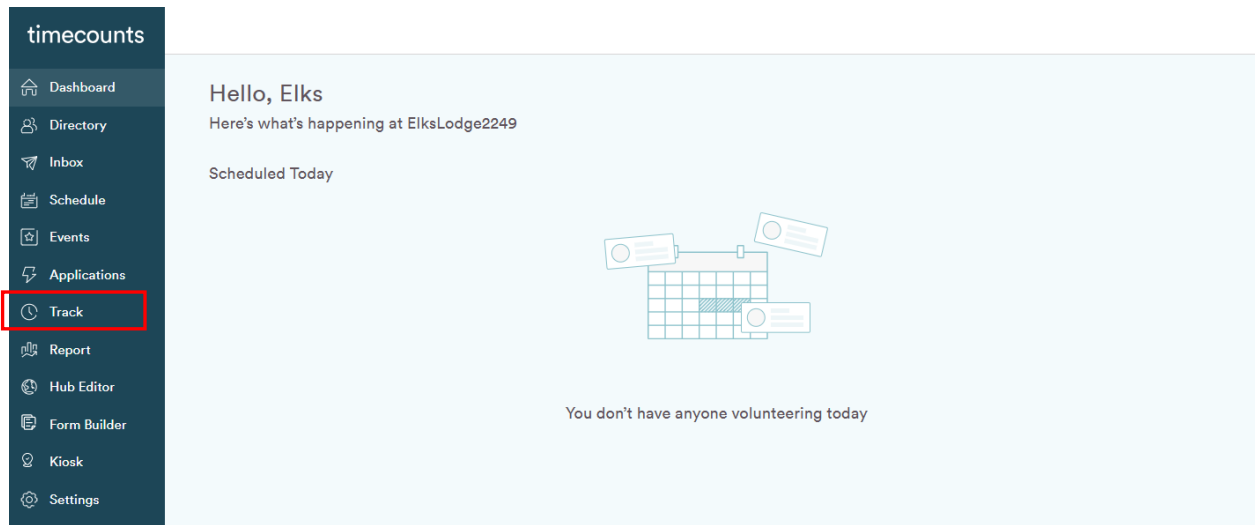 timecounts
Dashboard
Directory
Inbox
Schedule
Events
Applications
Track
Report
Hub Editor
Form Builder
Kiosk
Settings
Hello, Elks
Here's what's happening at ElksLodge2249
Scheduled Today
You don't have anyone volunteering today